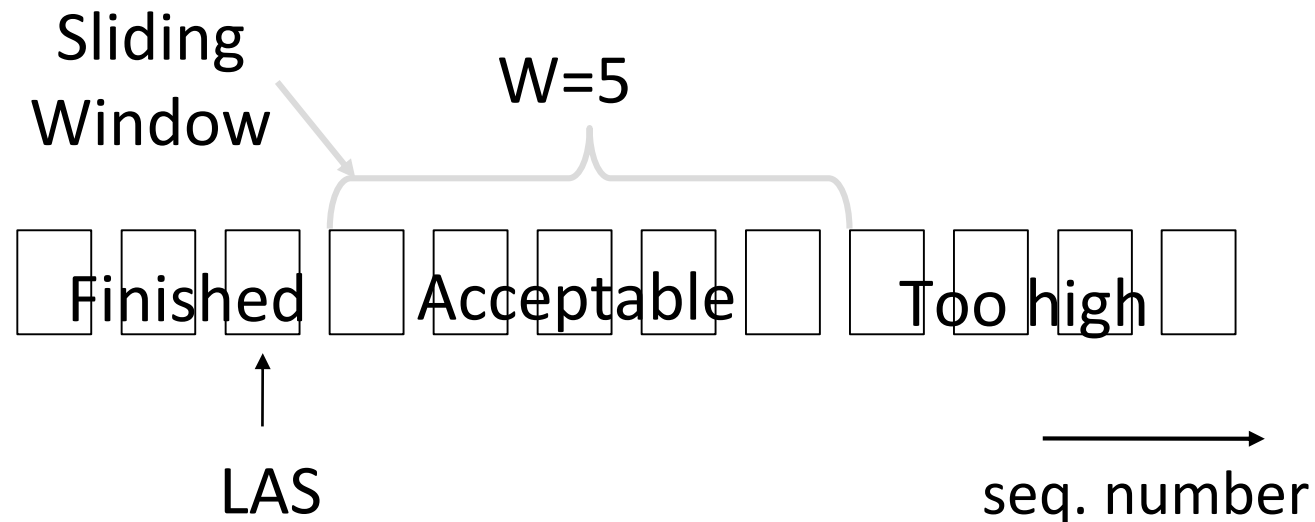 Sliding
Window
W=5
Finished
Acceptable
Too high
LAS
seq. number